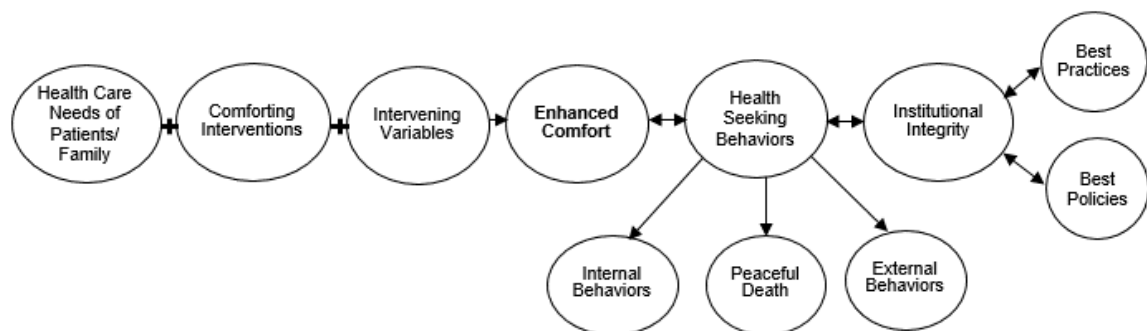 Health Care
Needs of
Patients/
Family
+
Comforting
Interventions
+
Intervening
Variables
Enhanced
Comfort
Health
Seeking
Behaviors
Institutional
Integrity
Best
Practices
Best
Policies
Internal
Behaviors
Peaceful
Death
External
Behaviors